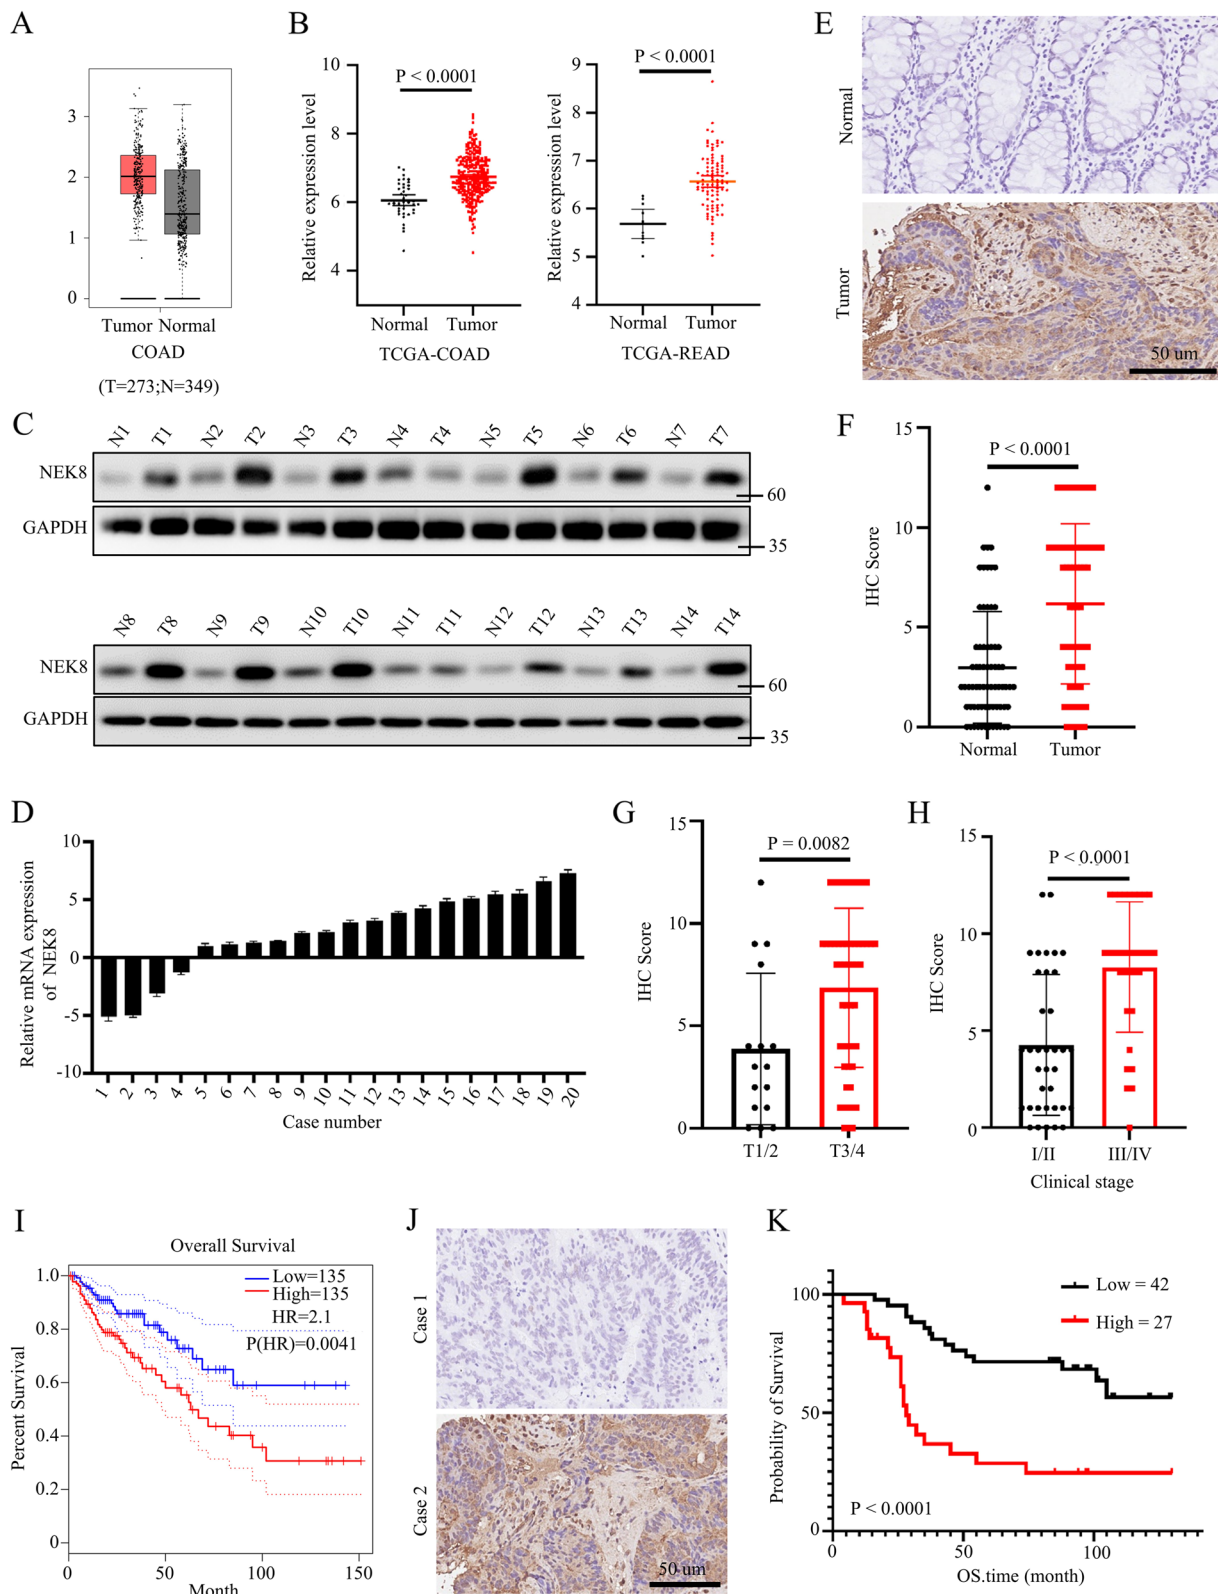 A
3
2
1
0
Tumor Normal
COAD
(T=273;N=349)
B
Relative expression level
10
8
6
4
P < 0.0001
Normal Tumor
TCGA-COAD
Relative expression level
9
8
7
6
5
4
P < 0.0001
Normal Tumor
TCGA-READ
E
Normal
Tumor
50 um
C
N1 T1 N2 T2 N3 T3 N4 T4 N5 T5 N6 T6 N7 T7
NEK8
60
GAPDH
35
N8 T8 N9 T9 N10 T10 N11 T11 N12 T12 N13 T13 N14 T14
NEK8
60
GAPDH
35
F
IHC Score
15
10
5
0
P < 0.0001
Normal Tumor
D
Relative mRNA expression
of NEK8
10
5
0
-5
-10
1 2 3 4 5 6 7 8 9 10 11 12 13 14 15 16 17 18 19 20
Case number
G
IHC Score
15
10
5
0
P = 0.0082
T1/2 T3/4
H
IHC Score
15
10
5
0
P < 0.0001
I/II III/IV
Clinical stage
I
Overall Survival
Percent Survival
1.0
0.8
0.6
0.4
0.2
0
Low=135
High=135
HR=2.1
P(HR)=0.0041
0 50 100 150
Month
J
Case 1
Case 2
50 um
K
Probability of Survival
100
50
0
Low = 42
High = 27
P < 0.0001
0 50 100
OS.time (month)